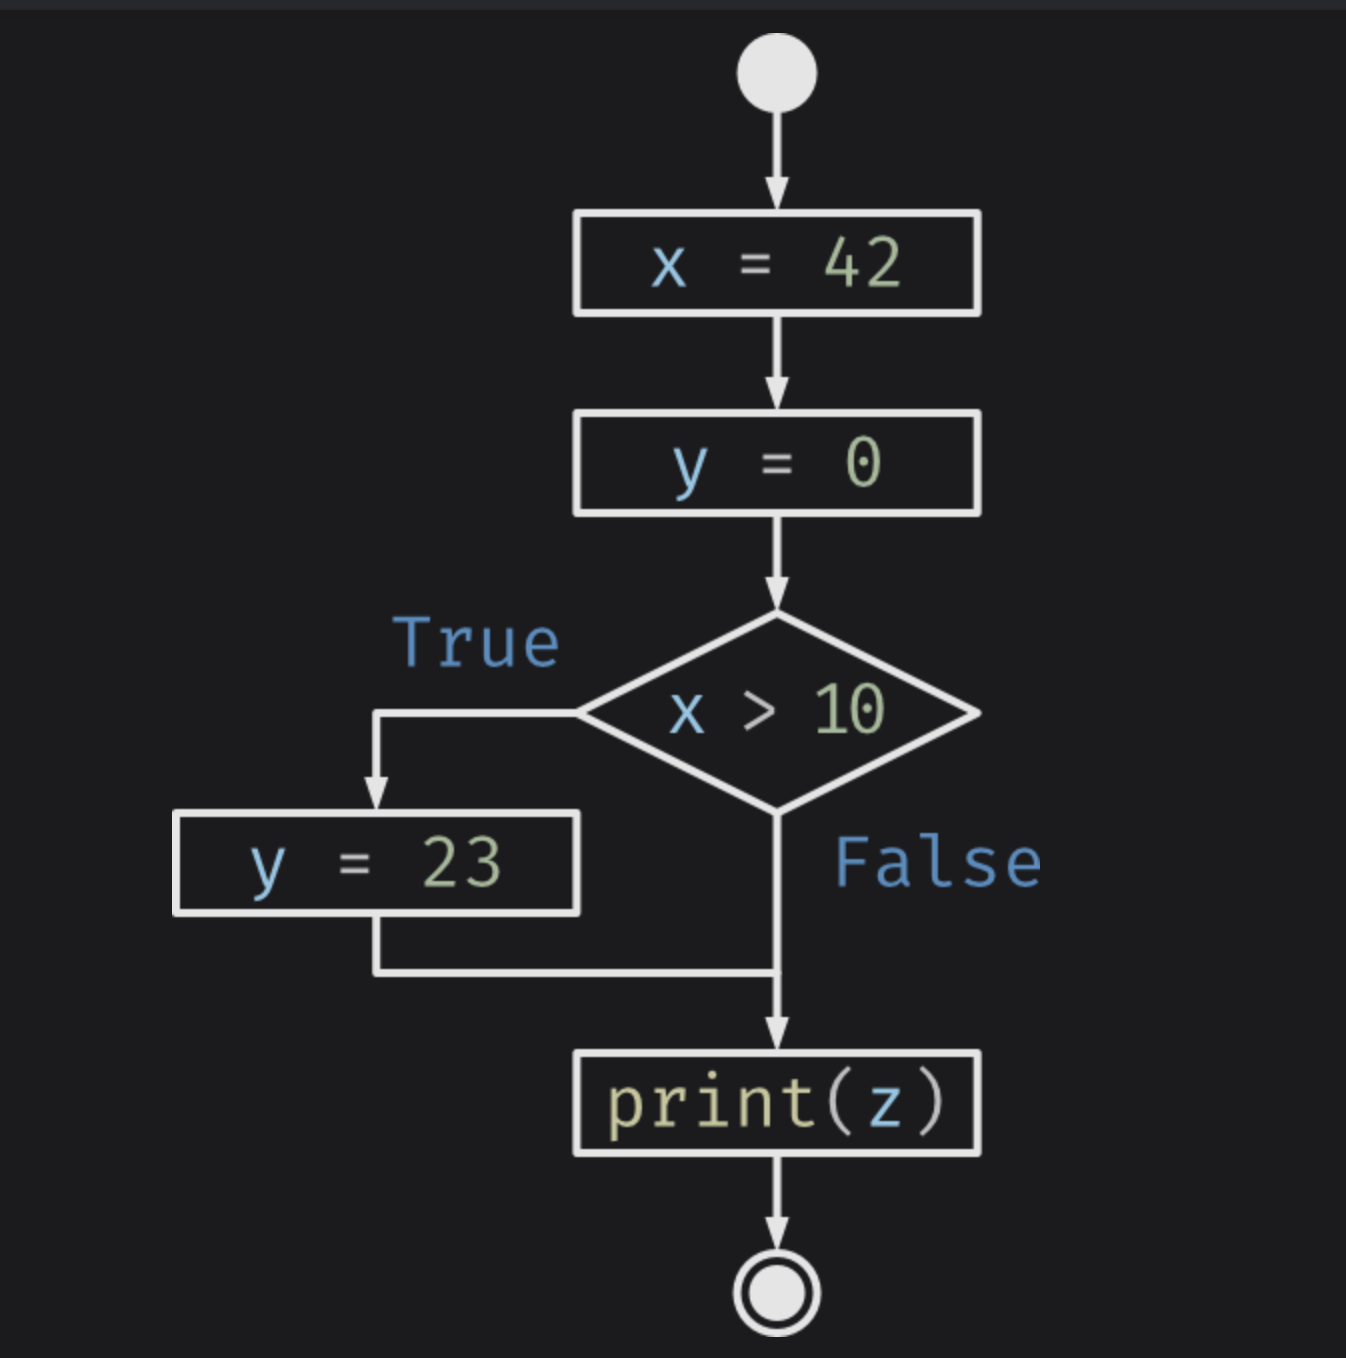 x = 42
y = 0
True
x > 10
y = 23
False
print(z)